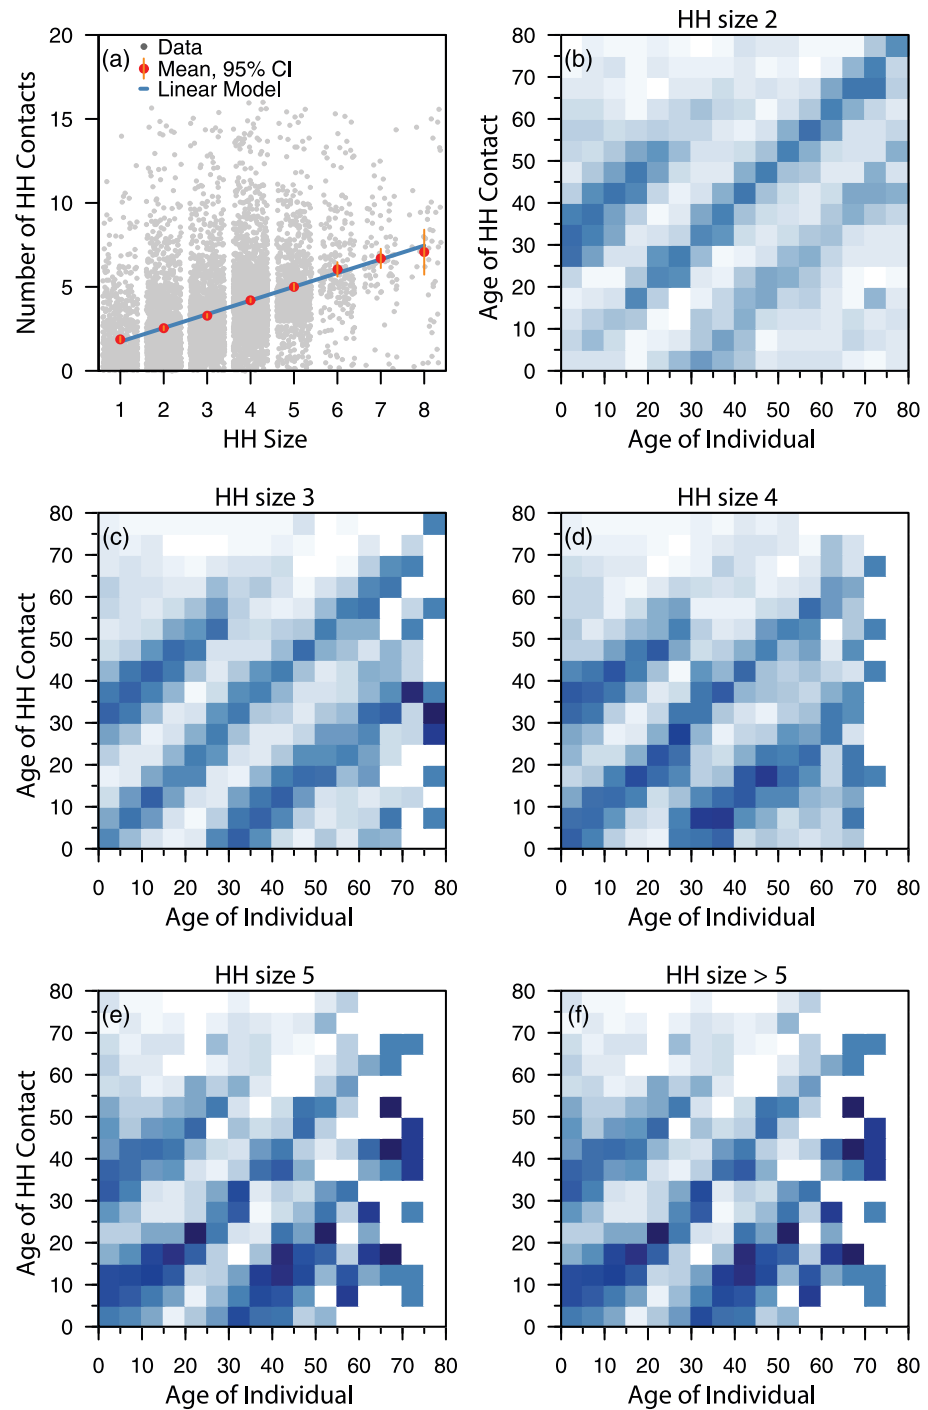 (a)
Data
Mean, 95% CI
Linear Model
20
15
10
5
0
Number of HH Contacts
1 2 3 4 5 6 7 8
HH Size
HH size 2
(b)
80
70
60
50
40
30
20
10
0
Age of HH Contact
0 10 20 30 40 50 60 70 80
Age of Individual
HH size 3
(c)
80
70
60
50
40
30
20
10
0
Age of HH Contact
0 10 20 30 40 50 60 70 80
Age of Individual
HH size 4
(d)
80
70
60
50
40
30
20
10
0
0 10 20 30 40 50 60 70 80
Age of Individual
HH size 5
(e)
80
70
60
50
40
30
20
10
0
Age of HH Contact
0 10 20 30 40 50 60 70 80
Age of Individual
HH size > 5
(f)
80
70
60
50
40
30
20
10
0
0 10 20 30 40 50 60 70 80
Age of Individual